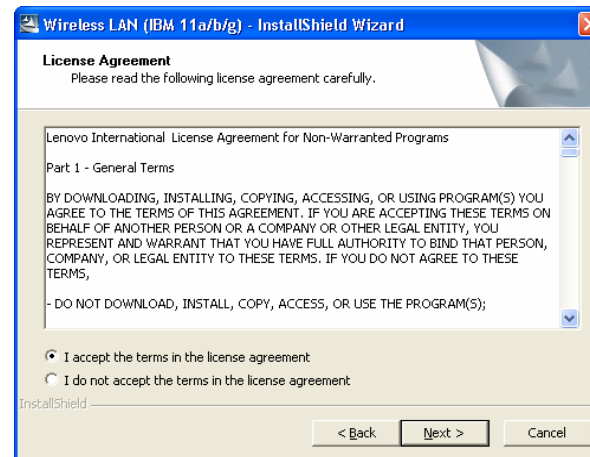 Wireless LAN (IBM 11a/b/g) - InstallShield Wizard
License Agreement
Please read the following license agreement carefully.
Lenovo International License Agreement for Non-Warranted Programs
Part 1 - General Terms
BY DOWNLOADING, INSTALLING, COPYING, ACCESSING, OR USING PROGRAM(S) YOU
AGREE TO THE TERMS OF THIS AGREEMENT. IF YOU ARE ACCEPTING THESE TERMS ON
BEHALF OF ANOTHER PERSON OR A COMPANY OR OTHER LEGAL ENTITY, YOU
REPRESENT AND WARRANT THAT YOU HAVE FULL AUTHORITY TO BIND THAT PERSON,
COMPANY, OR LEGAL ENTITY TO THESE TERMS. IF YOU DO NOT AGREE TO THESE
TERMS,
- DO NOT DOWNLOAD, INSTALL, COPY, ACCESS, OR USE THE PROGRAM(S);
I accept the terms in the license agreement
I do not accept the terms in the license agreement
InstallShield
< Back Next > Cancel